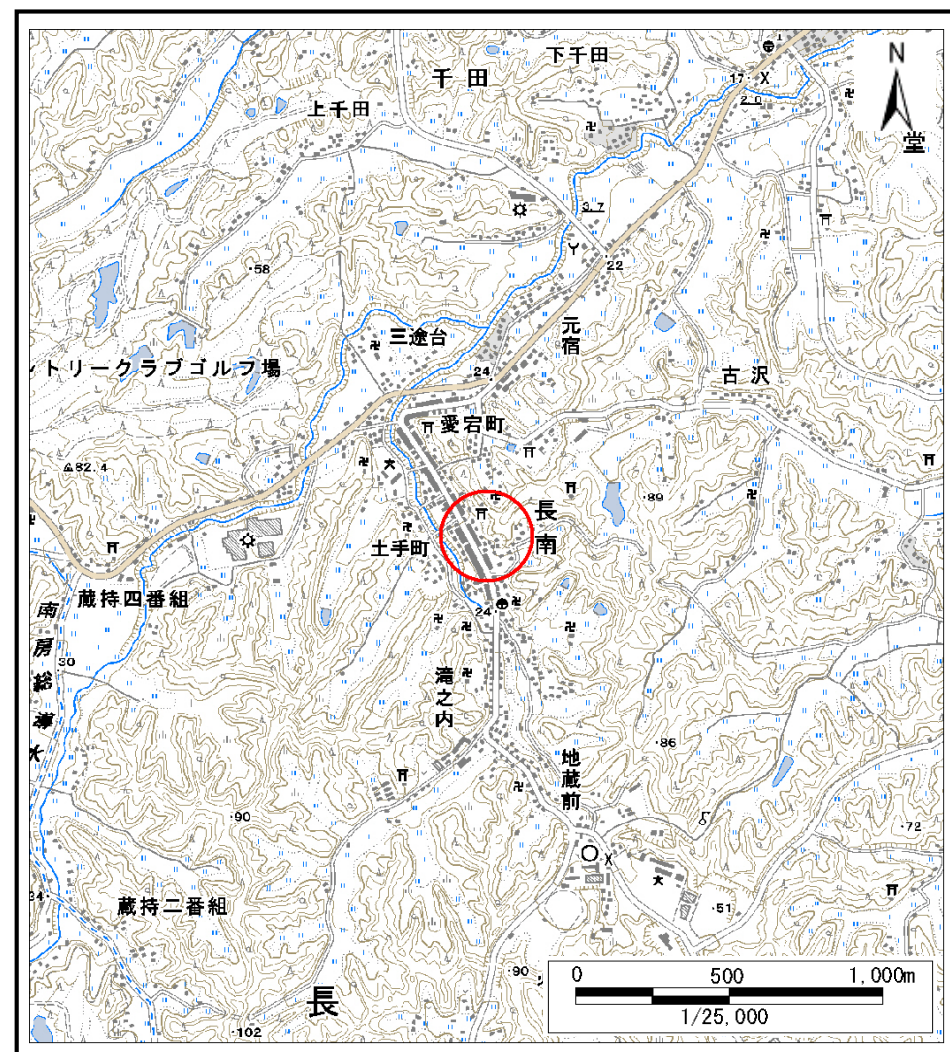 下千田
千田
1
17
2.0
N
上千田
堂
3.7
58
22
元宿
三途台
ントリークラブゴルフ場
24
古沢
愛宕町
82.4
89
長南
土手町
蔵持四番組
24
南房総導水
30
滝之内
86
地蔵前
90
72
蔵持二番組
34
51
90
長
102
0 500 1,000m
1/25,000